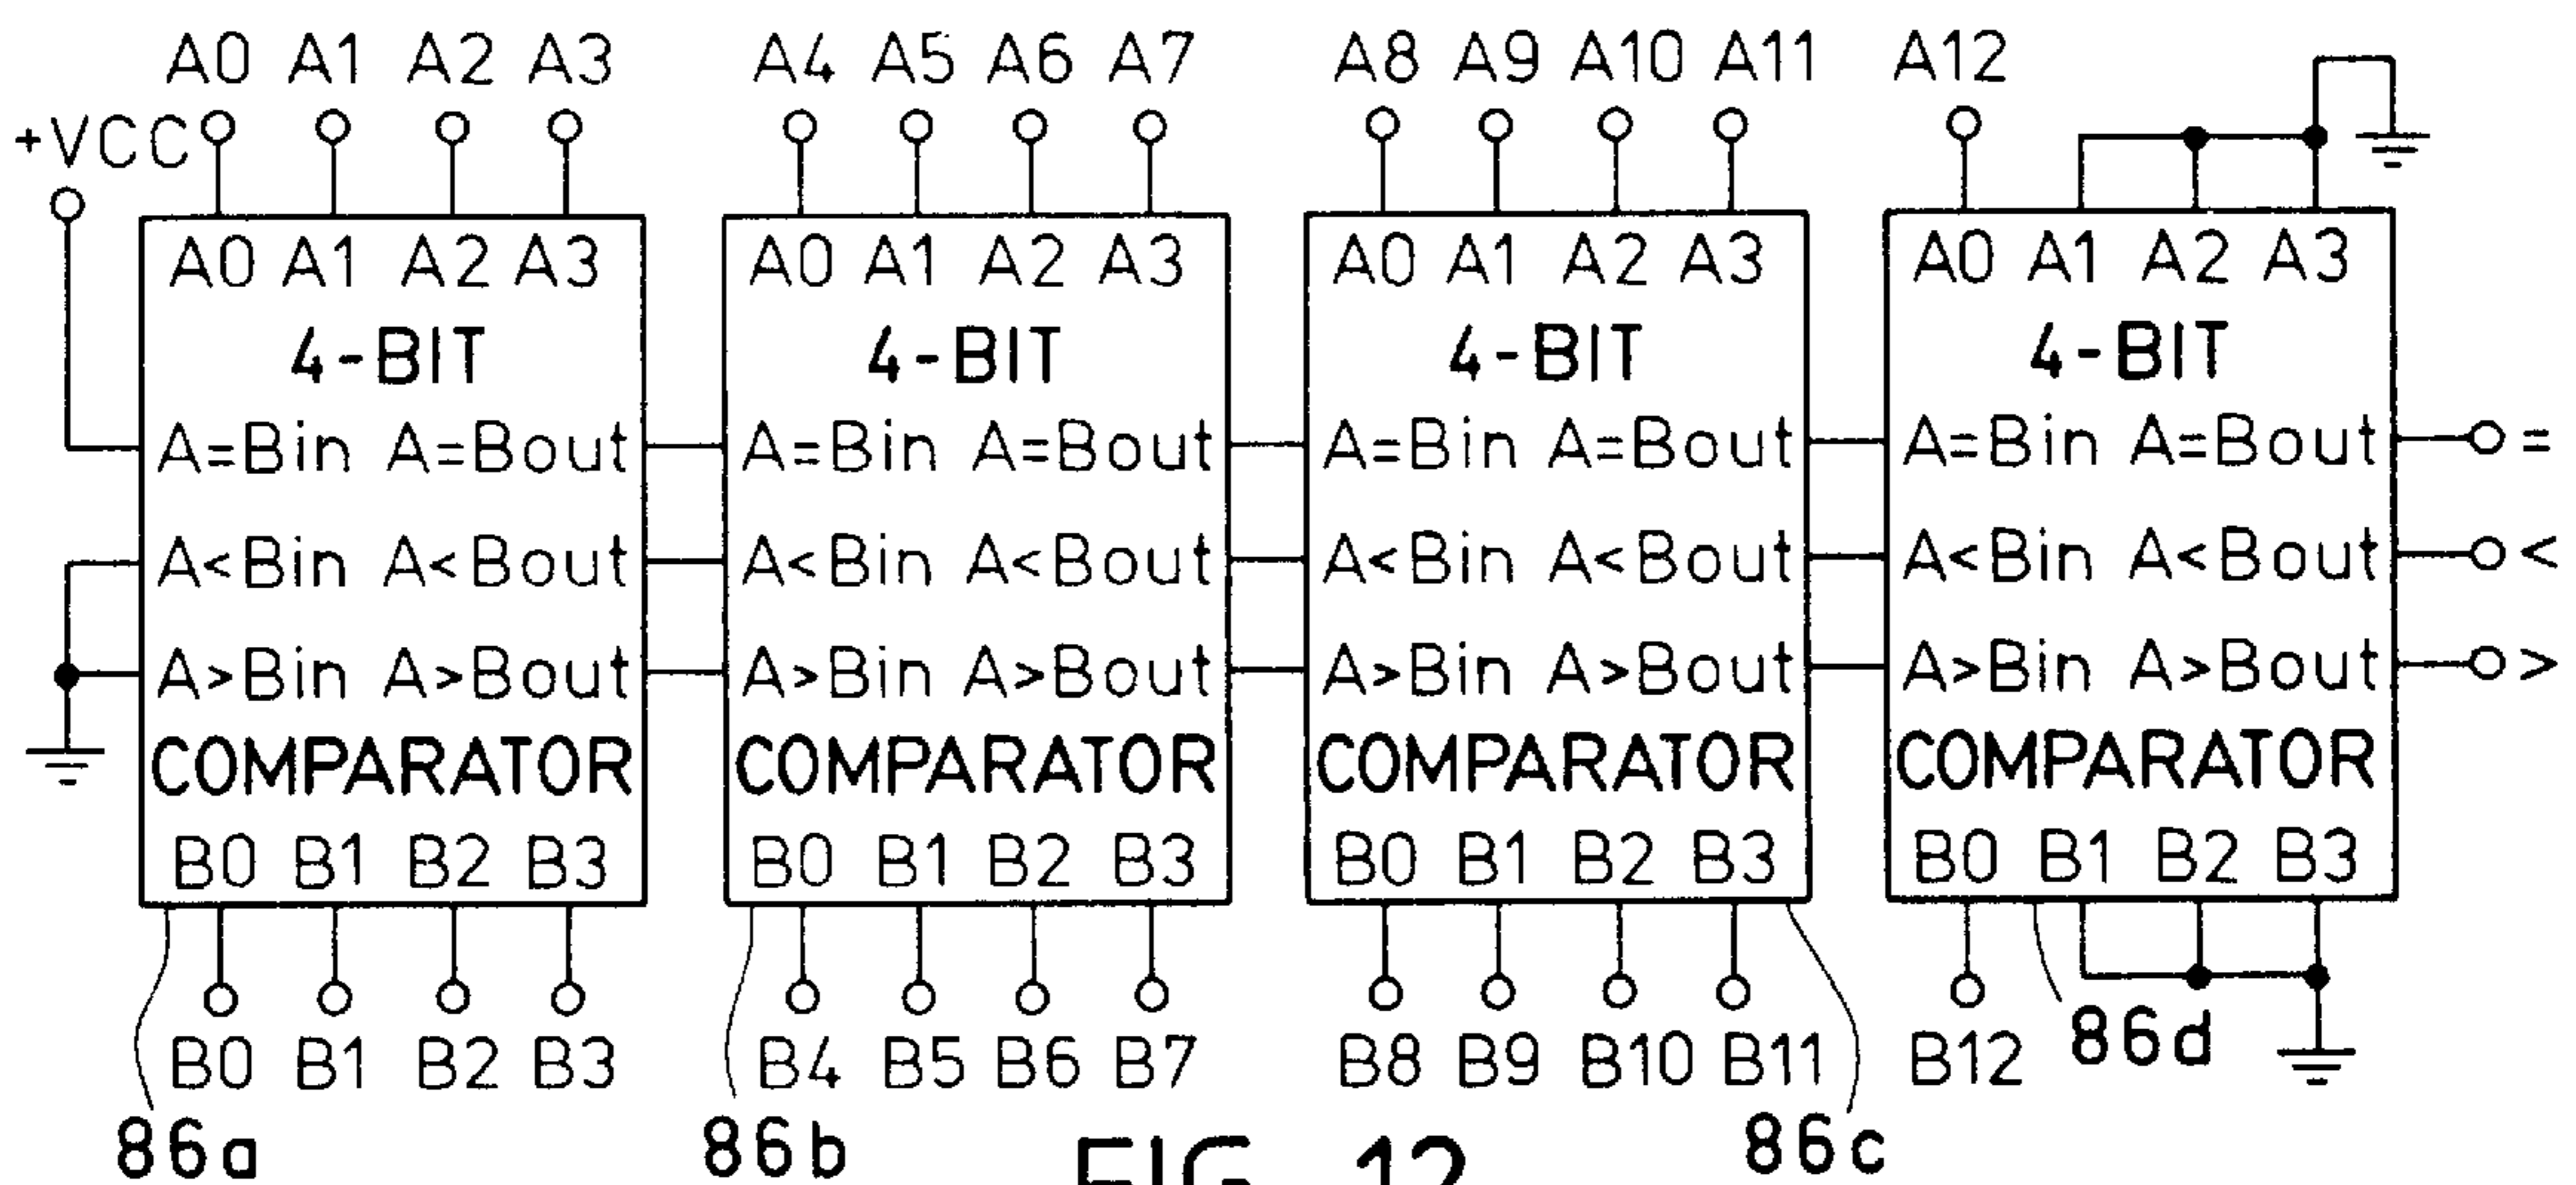 A0 A1 A2 A3 A4 A5 A6 A7 A8 A9 A10 A11 A12
+VCC
A0 A1 A2 A3 A0 A1 A2 A3 A0 A1 A2 A3 A0 A1 A2 A3
4-BIT 4-BIT 4-BIT 4-BIT
A=Bin A=Bout A=Bin A=Bout A=Bin A=Bout A=Bin A=Bout =
A<Bin A<Bout A<Bin A<Bout A<Bin A<Bout A<Bin A<Bout <
A>Bin A>Bout A>Bin A>Bout A>Bin A>Bout A>Bin A>Bout >
COMPARATOR COMPARATOR COMPARATOR COMPARATOR
B0 B1 B2 B3 B0 B1 B2 B3 B0 B1 B2 B3 B0 B1 B2 B3
B0 B1 B2 B3 B4 B5 B6 B7 B8 B9 B10 B11 B12 86d
86a 86b 86c
FIG. 12